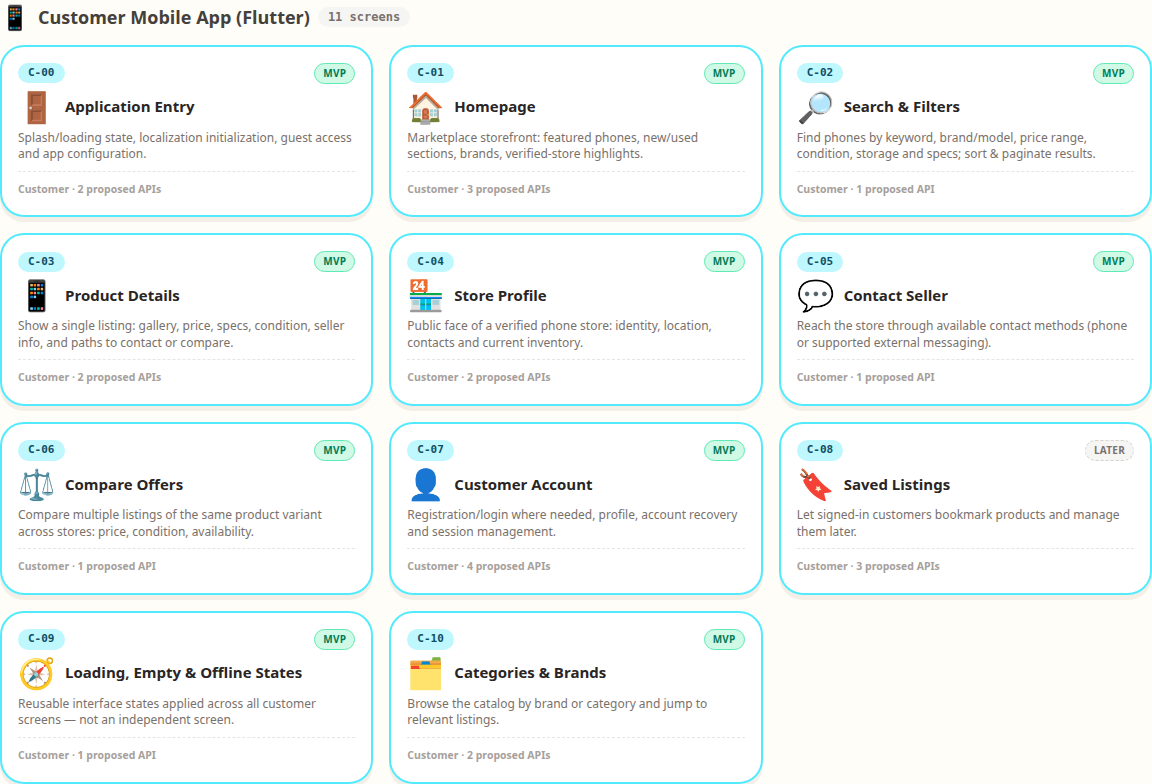 Customer Mobile App (Flutter) 11 screens
C-00 MVP
Application Entry
Splash/loading state, localization initialization, guest access
and app configuration.
Customer · 2 proposed APIs
C-01 MVP
Homepage
Marketplace storefront: featured phones, new/used
sections, brands, verified-store highlights.
Customer · 3 proposed APIs
C-02 MVP
Search & Filters
Find phones by keyword, brand/model, price range,
condition, storage and specs; sort & paginate results.
Customer · 1 proposed API
C-03 MVP
Product Details
Show a single listing: gallery, price, specs, condition, seller
info, and paths to contact or compare.
Customer · 2 proposed APIs
C-04 MVP
24
Store Profile
Public face of a verified phone store: identity, location,
contacts and current inventory.
Customer · 2 proposed APIs
C-05 MVP
Contact Seller
Reach the store through available contact methods (phone
or supported external messaging).
Customer · 1 proposed API
C-06 MVP
Compare Offers
Compare multiple listings of the same product variant
across stores: price, condition, availability.
Customer · 1 proposed API
C-07 MVP
Customer Account
Registration/login where needed, profile, account recovery
and session management.
Customer · 4 proposed APIs
C-08 LATER
Saved Listings
Let signed-in customers bookmark products and manage
them later.
Customer · 3 proposed APIs
C-09 MVP
Loading, Empty & Offline States
Reusable interface states applied across all customer
screens — not an independent screen.
Customer · 1 proposed API
C-10 MVP
Categories & Brands
Browse the catalog by brand or category and jump to
relevant listings.
Customer · 2 proposed APIs